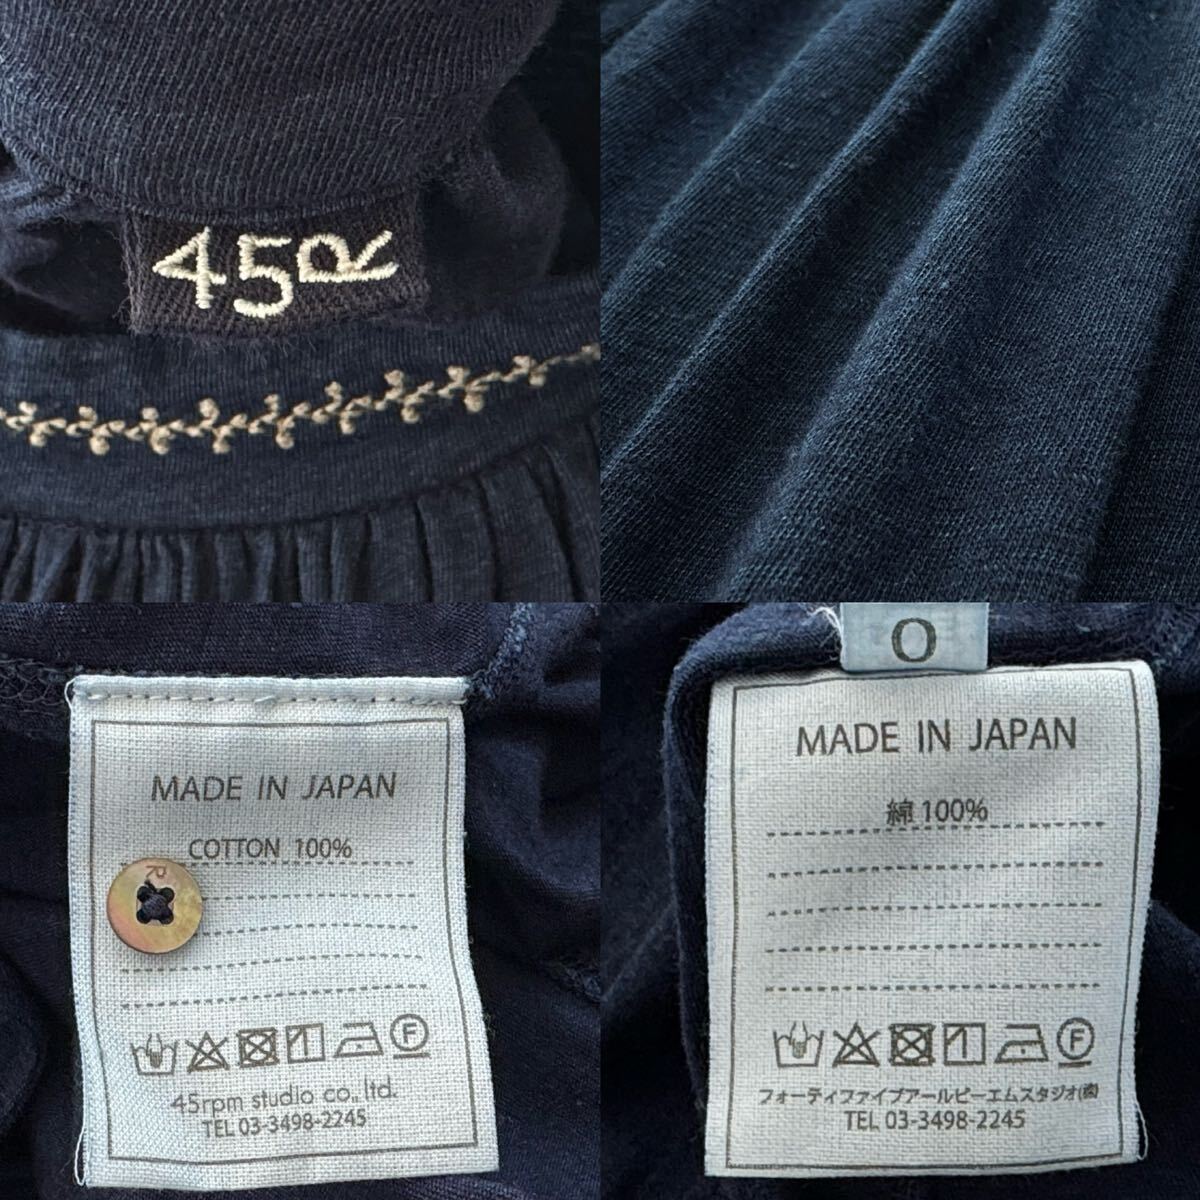 45R
MADE IN JAPAN
COTTON 100%
R
45rpm studio co.,ltd.
TEL 03-3498-2245
O
MADE IN JAPAN
綿100%
フォーティファイブアールピーエムスタジオ(株)
TEL 03-3498-2245